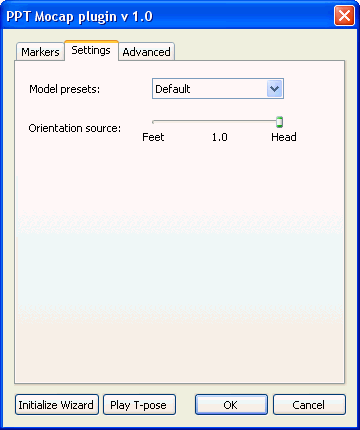 PPT Mocap plugin v 1.0
Markers Settings Advanced
Model presets: Default
Orientation source:
Feet 1.0 Head
Initialize Wizard Play T-pose OK Cancel